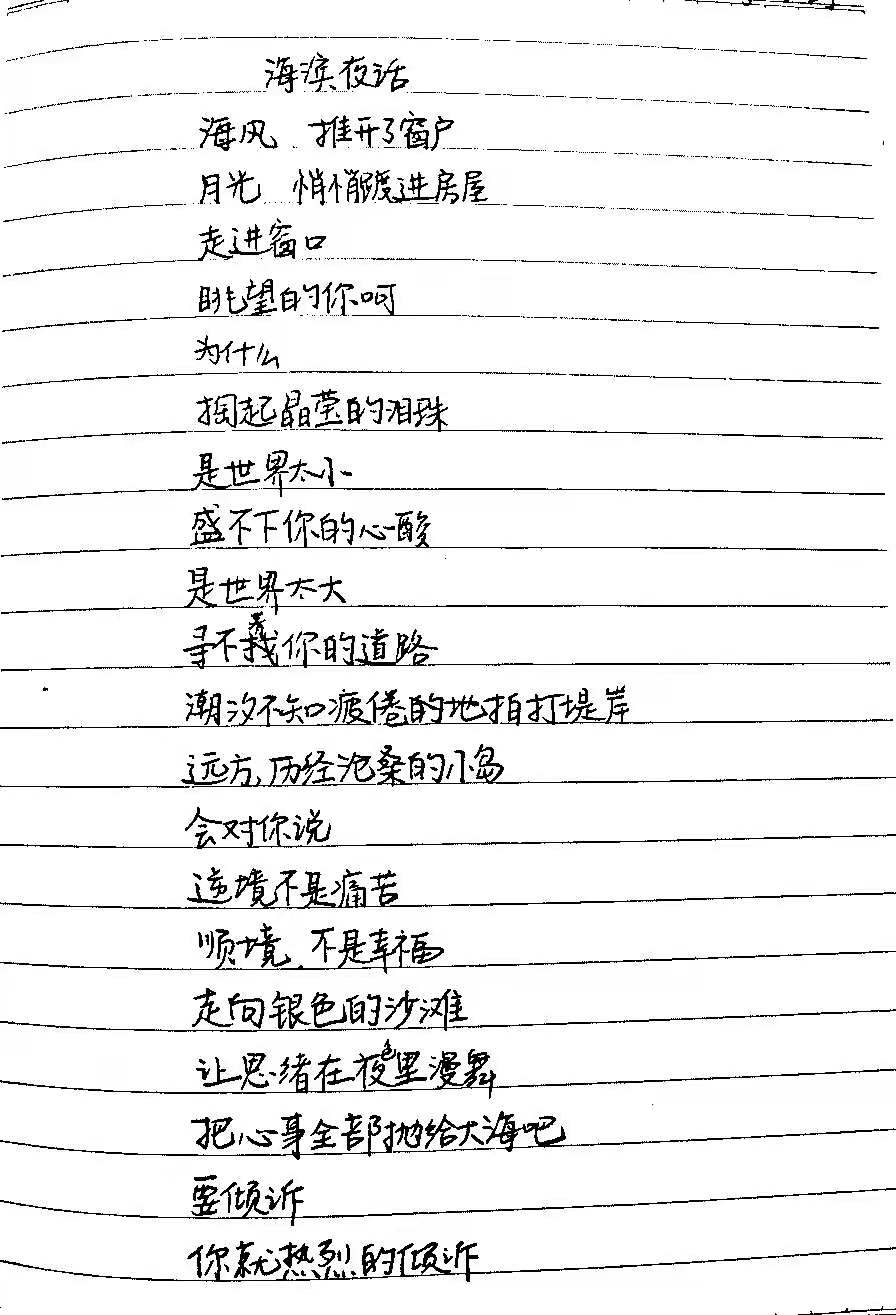 海滨夜话
海风 推开了窗户
月光 悄悄踱进房屋
走进窗口
眺望的你呵
为什么
掬起晶莹的泪珠
是世界太小
盛不下你的心酸
是世界太大
寻不着你的道路
潮汐不知疲倦的地拍打堤岸
远方,历经沧桑的小岛
会对你说
逆境不是痛苦
顺境、不是幸福
走向银色的沙滩
让思绪在夜色里漫舞
把心事全部抛给大海吧
要倾诉
你就热烈的倾诉